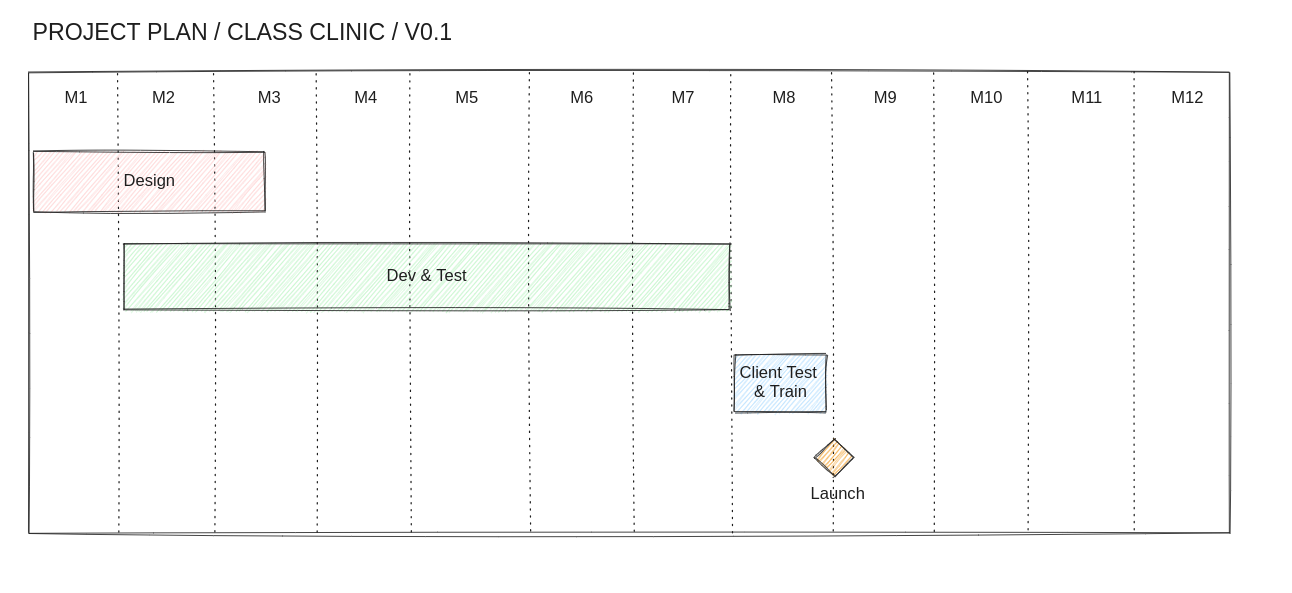 PROJECT PLAN / CLASS CLINIC / V0.1
M1 M2 M3 M4 M5 M6 M7 M8 M9 M10 M11 M12
Design
Dev & Test
Client Test
& Train
Launch